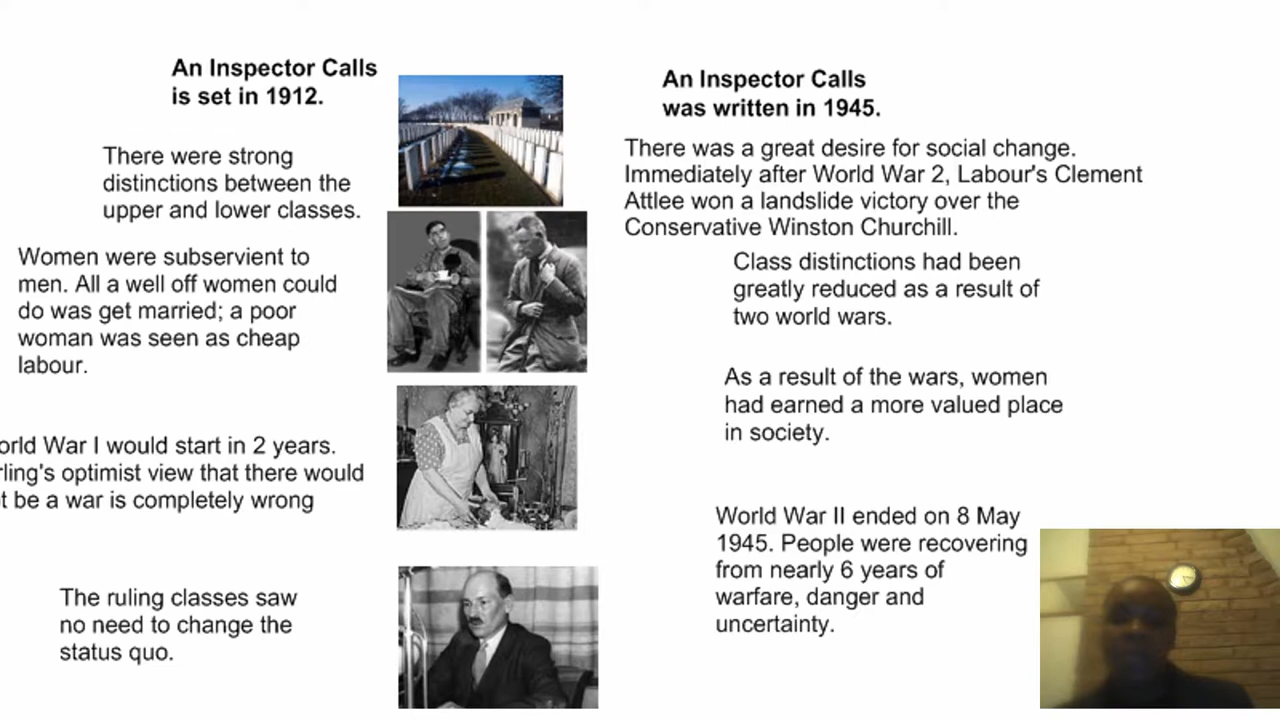 An Inspector Calls
is set in 1912.
There were strong
distinctions between the
upper and lower classes.
Women were subservient to
men. All a well off women could
do was get married; a poor
woman was seen as cheap
labour.
orld War I would start in 2 years.
rling's optimist view that there would
t be a war is completely wrong
The ruling classes saw
no need to change the
status quo.
An Inspector Calls
was written in 1945.
There was a great desire for social change.
Immediately after World War 2, Labour's Clement
Attlee won a landslide victory over the
Conservative Winston Churchill.
Class distinctions had been
greatly reduced as a result of
two world wars.
As a result of the wars, women
had earned a more valued place
in society.
World War II ended on 8 May
1945. People were recovering
from nearly 6 years of
warfare, danger and
uncertainty.